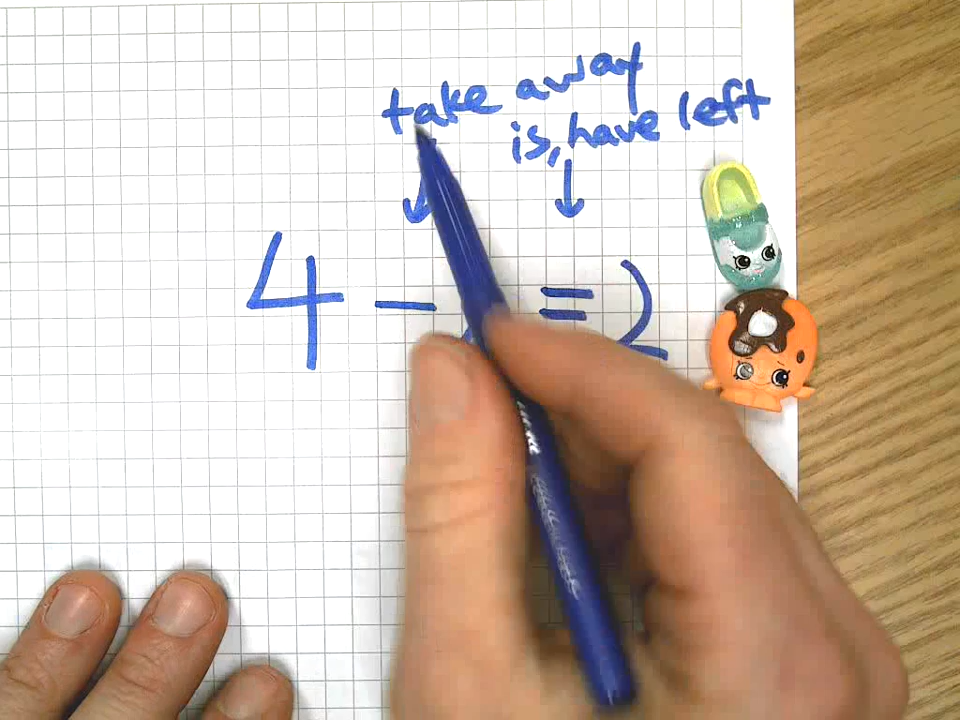 take away
is, have left
↓ ↓
4 - = 2